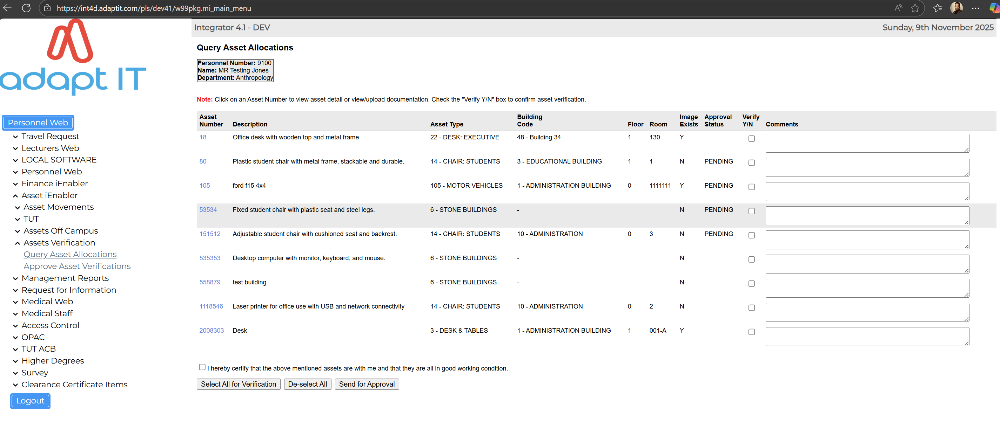 https://int4d.adaptit.com/pls/dev41/w99pkg.mi_main_menu
adapt IT
Integrator 4.1 - DEV Sunday, 9th November 2025
Personnel Web
Travel Request
Lecturers Web
LOCAL SOFTWARE
Personnel Web
Finance iEnabler
Asset iEnabler
Asset Movements
TUT
Assets Off Campus
Assets Verification
Query Asset Allocations
Approve Asset Verifications
Management Reports
Request for Information
Medical Web
Medical Staff
Access Control
OPAC
TUT ACB
Higher Degrees
Survey
Clearance Certificate Items
Logout
Query Asset Allocations
Personnel Number: 9100
Name: MR Testing Jones
Department: Anthropology
Note: Click on an Asset Number to view asset detail or view/upload documentation. Check the "Verify Y/N" box to confirm asset verification.
Asset Number Description Asset Type Building Code Floor Room Image Exists Approval Status Verify Y/N Comments
18 Office desk with wooden top and metal frame 22 - DESK: EXECUTIVE 48 - Building 34 1 130 Y
80 Plastic student chair with metal frame, stackable and durable. 14 - CHAIR: STUDENTS 3 - EDUCATIONAL BUILDING 1 1 N PENDING
105 ford f15 4x4 105 - MOTOR VEHICLES 1 - ADMINISTRATION BUILDING 0 1111111 Y PENDING
53534 Fixed student chair with plastic seat and steel legs. 6 - STONE BUILDINGS - N PENDING
151512 Adjustable student chair with cushioned seat and backrest. 14 - CHAIR: STUDENTS 10 - ADMINISTRATION 0 3 N PENDING
535353 Desktop computer with monitor, keyboard, and mouse. 6 - STONE BUILDINGS - N
558879 test building 6 - STONE BUILDINGS - N
1118546 Laser printer for office use with USB and network connectivity 14 - CHAIR: STUDENTS 10 - ADMINISTRATION 0 2 N
2008303 Desk 3 - DESK & TABLES 1 - ADMINISTRATION BUILDING 1 001-A Y
I hereby certify that the above mentioned assets are with me and that they are all in good working condition.
Select All for Verification De-select All Send for Approval